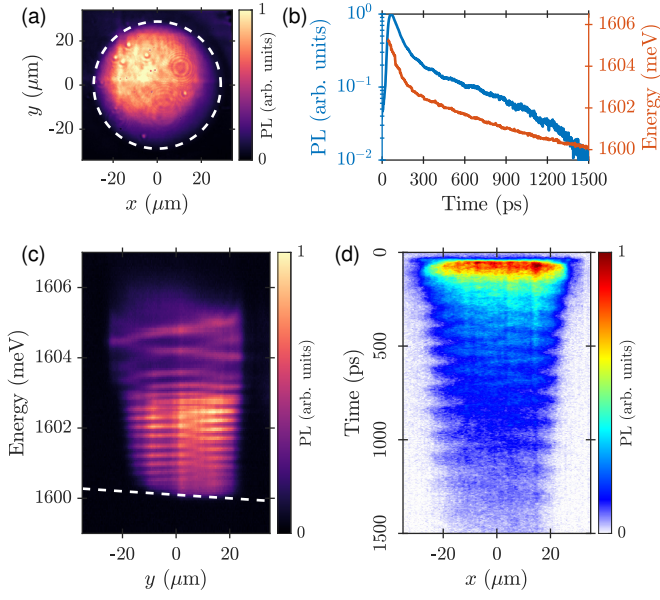 (a)
20
0
-20
y (μm)
-20 0 20
x (μm)
1
0
PL (arb. units)
(b)
10⁰
10⁻¹
10⁻²
PL (arb. units)
1606
1604
1602
1600
Energy (meV)
0 300 600 900 1200 1500
Time (ps)
(c)
1606
1604
1602
1600
Energy (meV)
-20 0 20
y (μm)
1
0
PL (arb. units)
(d)
0
500
1000
1500
Time (ps)
-20 0 20
x (μm)
1
0
PL (arb. units)